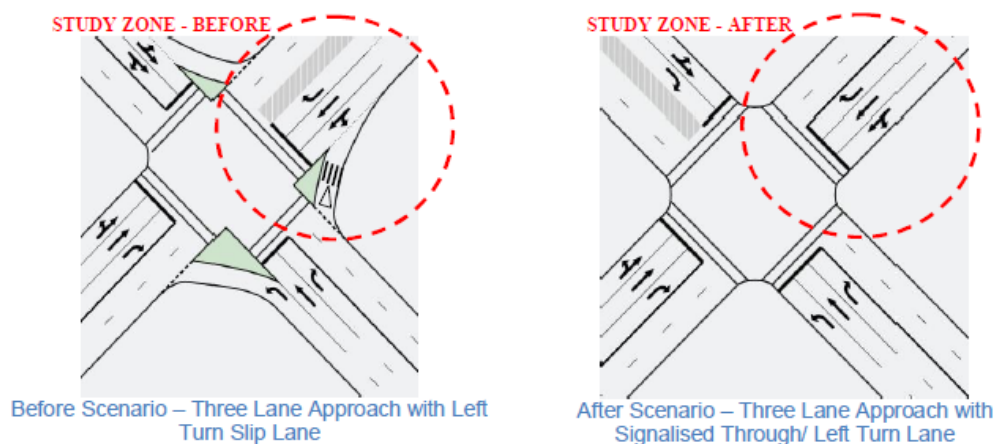 STUDY ZONE - BEFORE
STUDY ZONE - AFTER
Before Scenario – Three Lane Approach with Left
Turn Slip Lane
After Scenario – Three Lane Approach with
Signalised Through/ Left Turn Lane